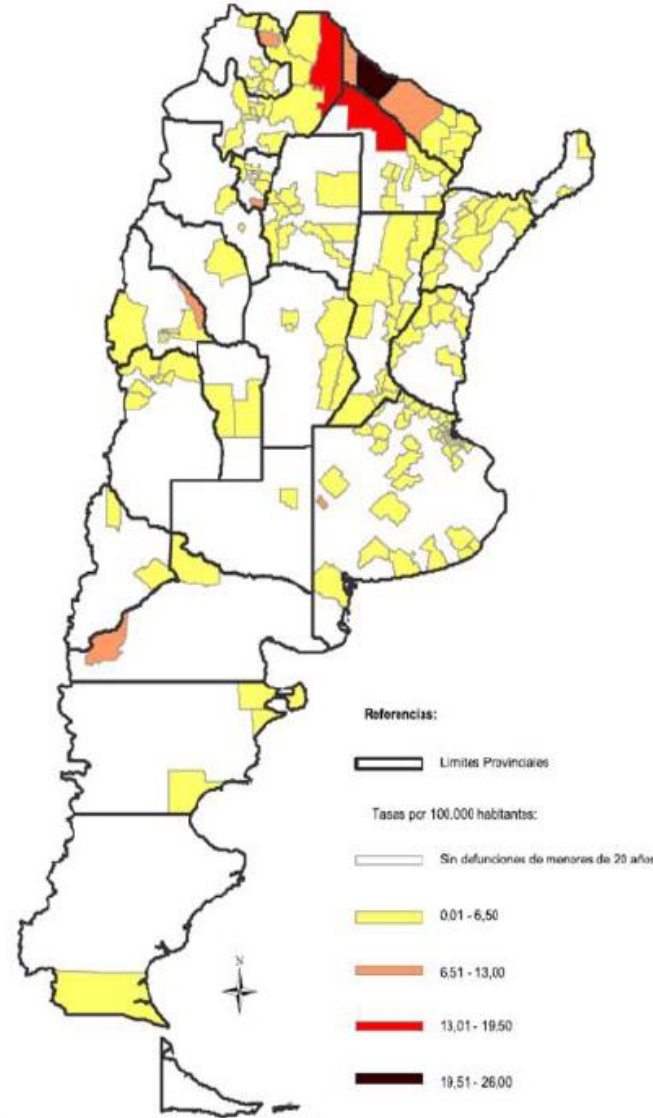 N
Referencias:
Limites Provinciales
Tasas por 100.000 habitantes:
Sin defunciones de menores de 20 años
0,01 - 6,50
6,51 - 13,00
13,01 - 19,50
19,51 - 26,00